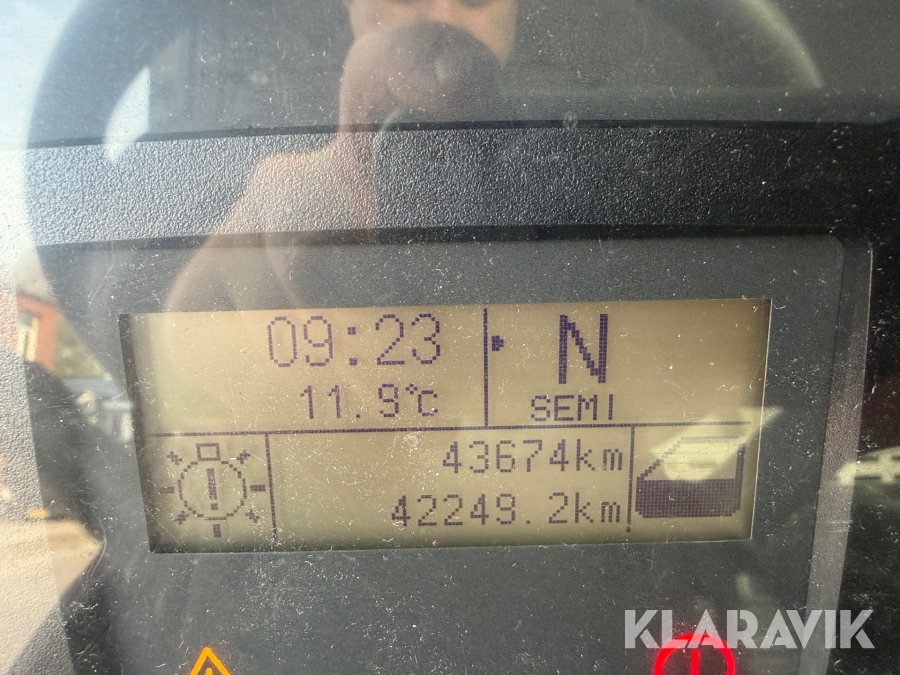 09:23
N
11.9°C
SEMI
43674km
42249.2km
KLARAVIK